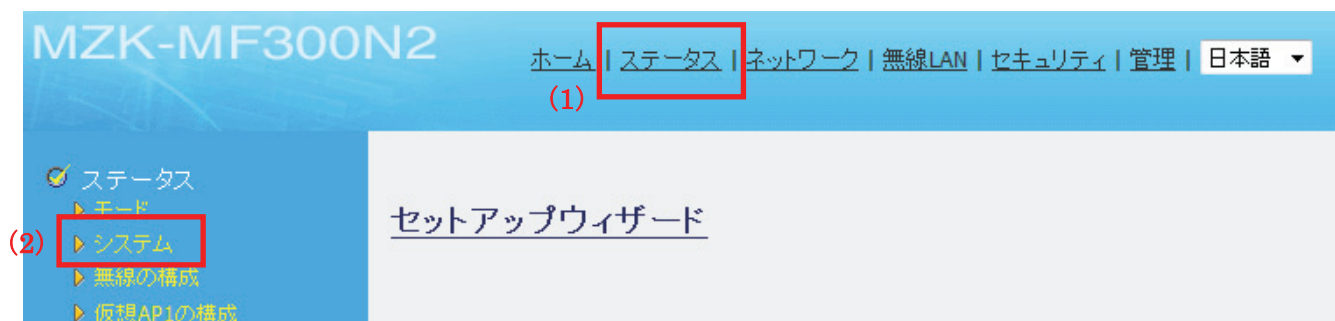 MZK-MF300N2
ホーム | ステータス | ネットワーク | 無線LAN | セキュリティ | 管理 | 日本語
(1)
ステータス
モード
(2) システム
無線の構成
仮想AP1の構成
セットアップウィザード